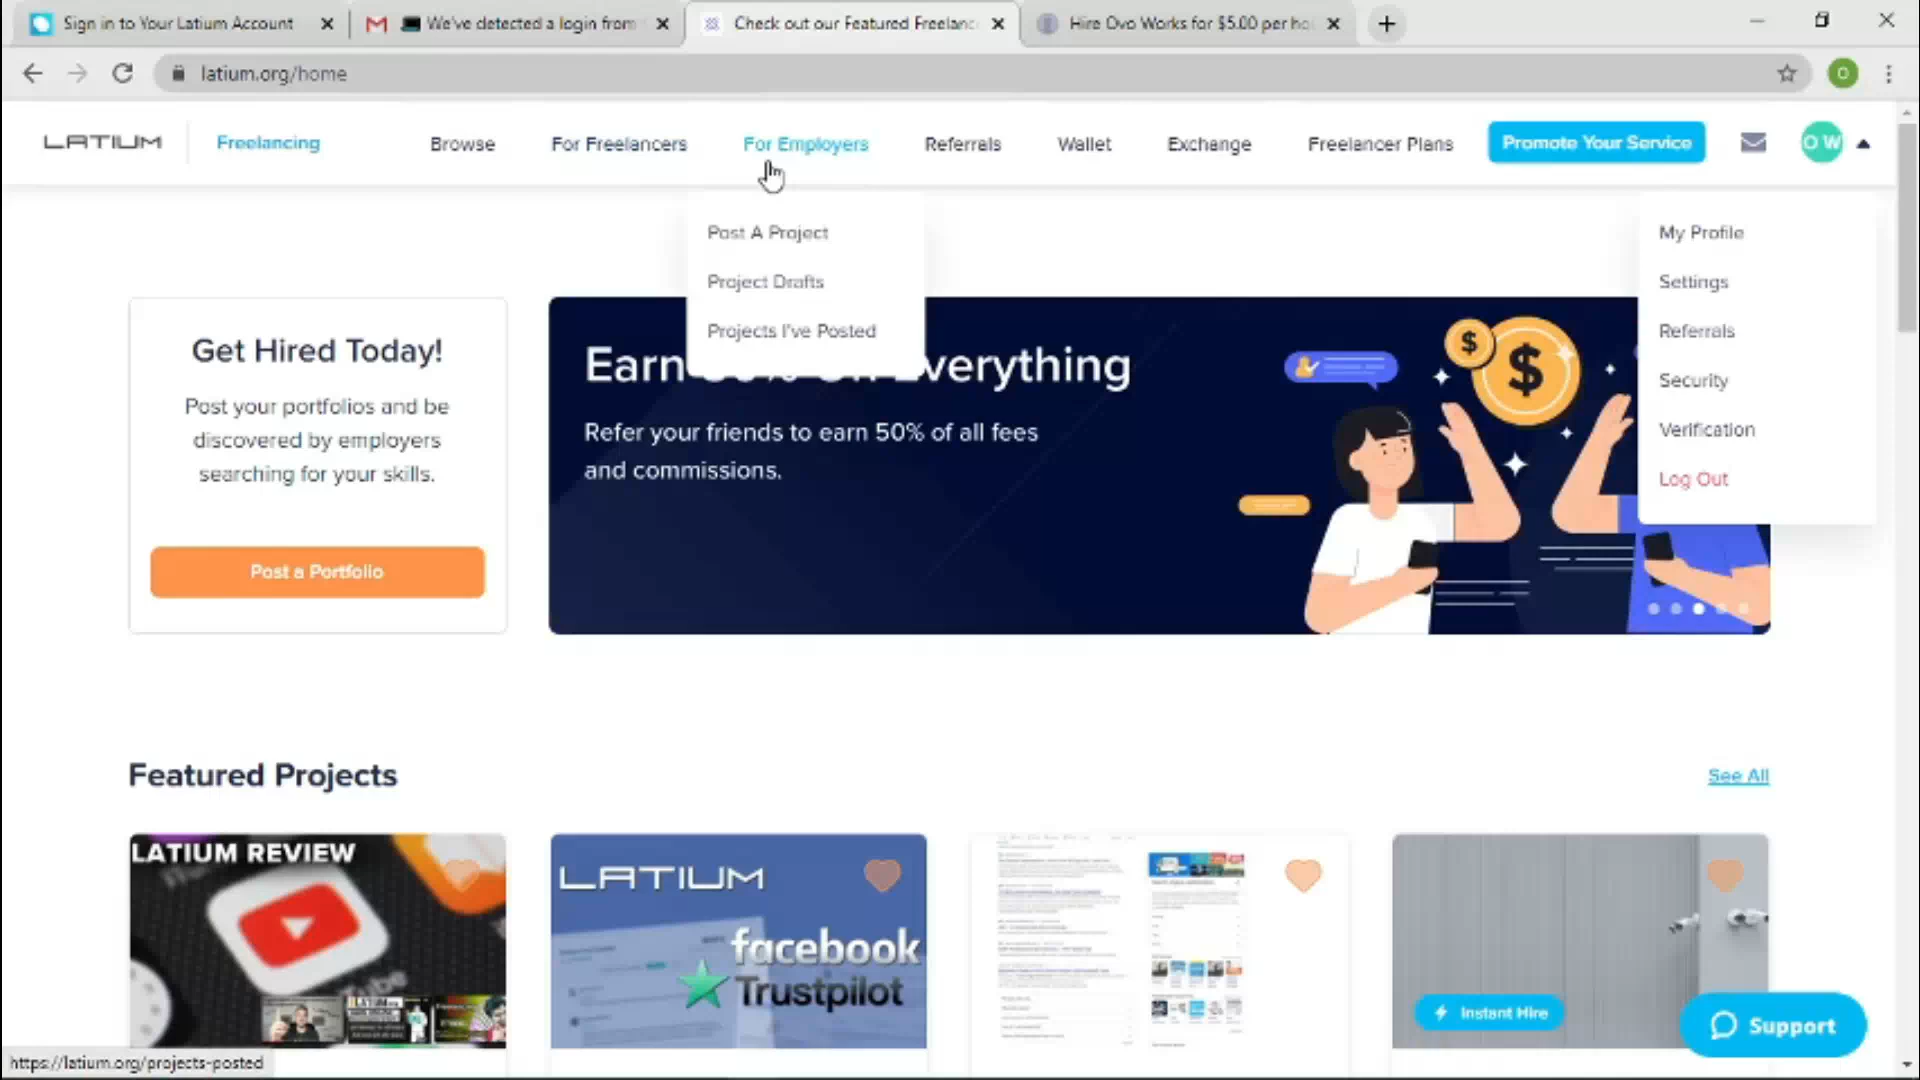 Sign in to Your Latium Account
We've detected a login from
Check out our Featured Freelanc
Hire Ovo Works for $5.00 per ho
latium.org/home
O
LATIUM
Freelancing
Browse
For Freelancers
For Employers
Referrals
Wallet
Exchange
Freelancer Plans
Promote Your Service
O W
Post A Project
Project Drafts
Projects I've Posted
My Profile
Settings
Referrals
Security
Verification
Log Out
Get Hired Today!
Post your portfolios and be
discovered by employers
searching for your skills.
Post a Portfolio
Earn Everything
Refer your friends to earn 50% of all fees
and commissions.
Featured Projects
See All
LATIUM REVIEW
LATIUM
facebook
Trustpilot
Instant Hire
Support
https://latium.org/projects-posted